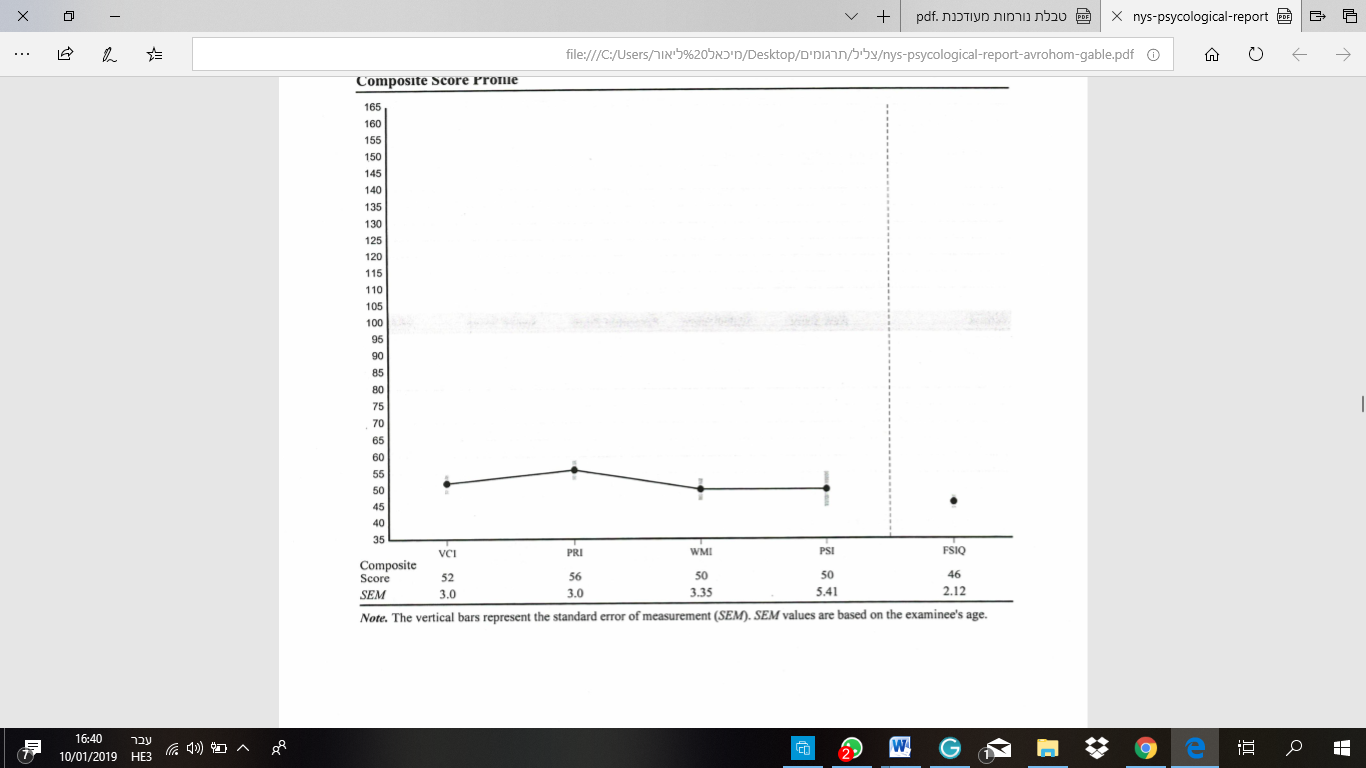 טבלת נורמות מעודכנת .pdf
nys-psycological-report
file:///C:/Users/מיכאל%20ליאור/Desktop/צליל/תרגומים/nys-psycological-report-avrohom-gable.pdf
Composite Score Profile
165
160
155
150
145
140
135
130
125
120
115
110
105
100
95
90
85
80
75
70
65
60
55
50
45
40
35
VCI PRI WMI PSI FSIQ
Composite
Score 52 56 50 50 46
SEM 3.0 3.0 3.35 5.41 2.12
Note. The vertical bars represent the standard error of measurement (SEM). SEM values are based on the examinee's age.
7
16:40
10/01/2019
עבר
HE3
2
1